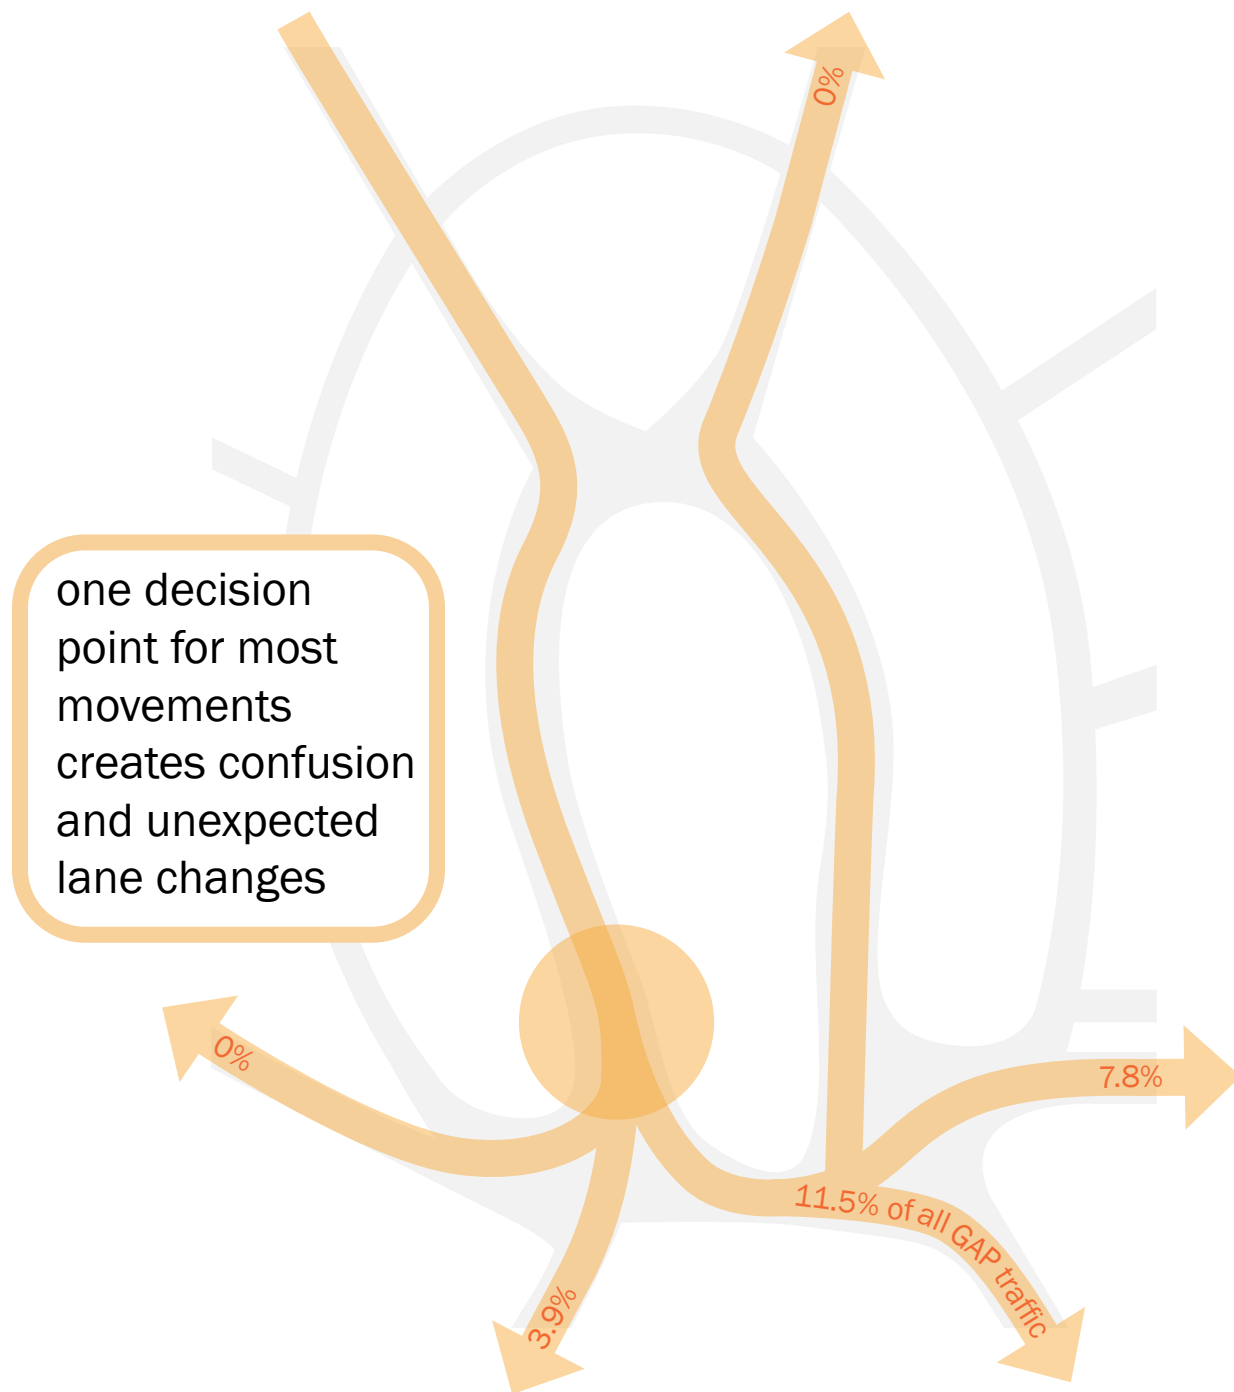 0%
one decision
point for most
movements
creates confusion
and unexpected
lane changes
0%
7.8%
11.5% of all GAP traffic
3.9%